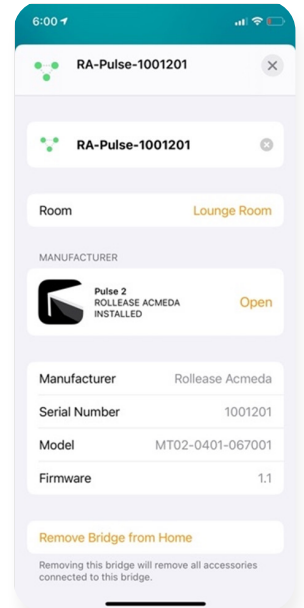 6:00
RA-Pulse-1001201
RA-Pulse-1001201
Room Lounge Room
MANUFACTURER
Pulse 2
ROLLEASE ACMEDA
INSTALLED
Open
Manufacturer Rollease Acmeda
Serial Number 1001201
Model MT02-0401-067001
Firmware 1.1
Remove Bridge from Home
Removing this bridge will remove all accessories
connected to this bridge.